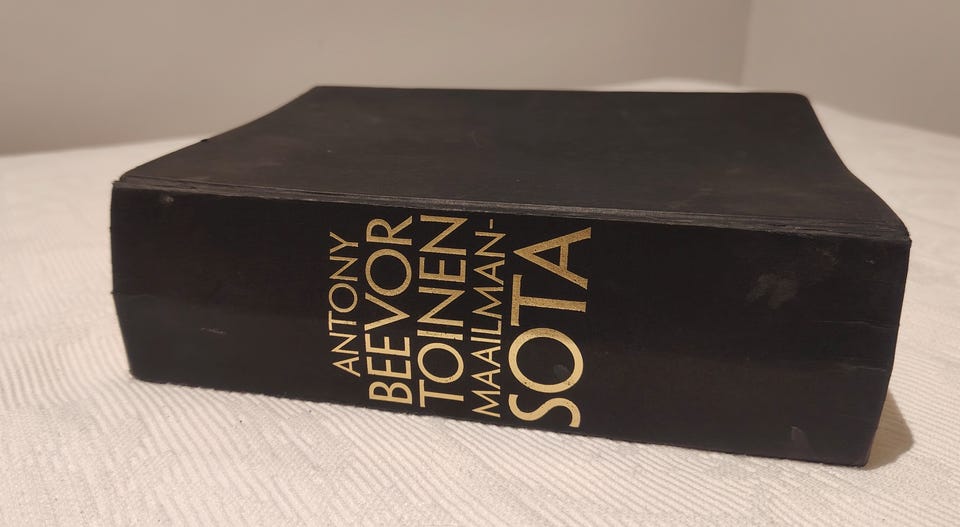 ANTONY
BEEVOR
TOINEN
MAAILMAN-
SOTA